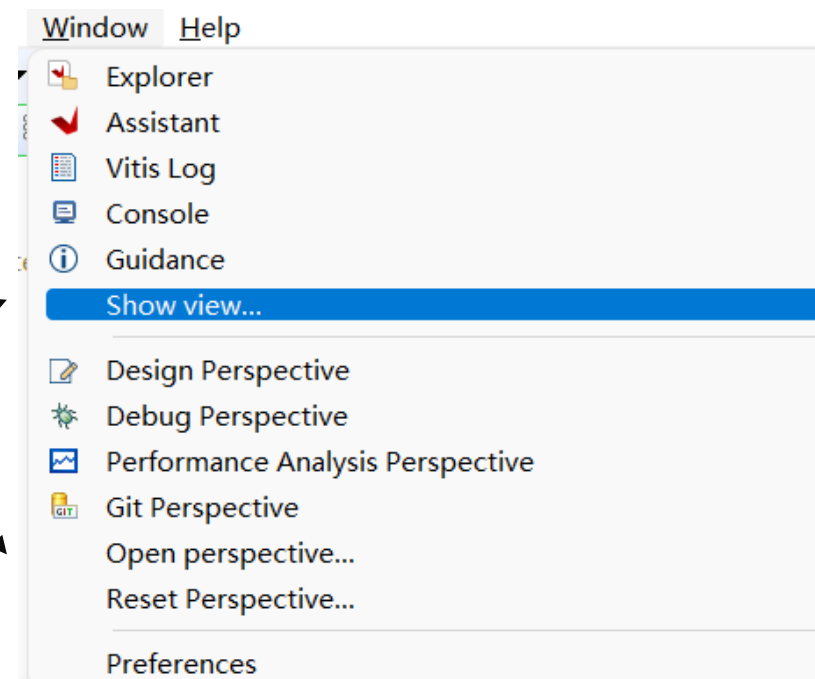 Window Help
Explorer
Assistant
Vitis Log
Console
Guidance
Show view...
Design Perspective
Debug Perspective
Performance Analysis Perspective
GIT Git Perspective
Open perspective...
Reset Perspective...
Preferences